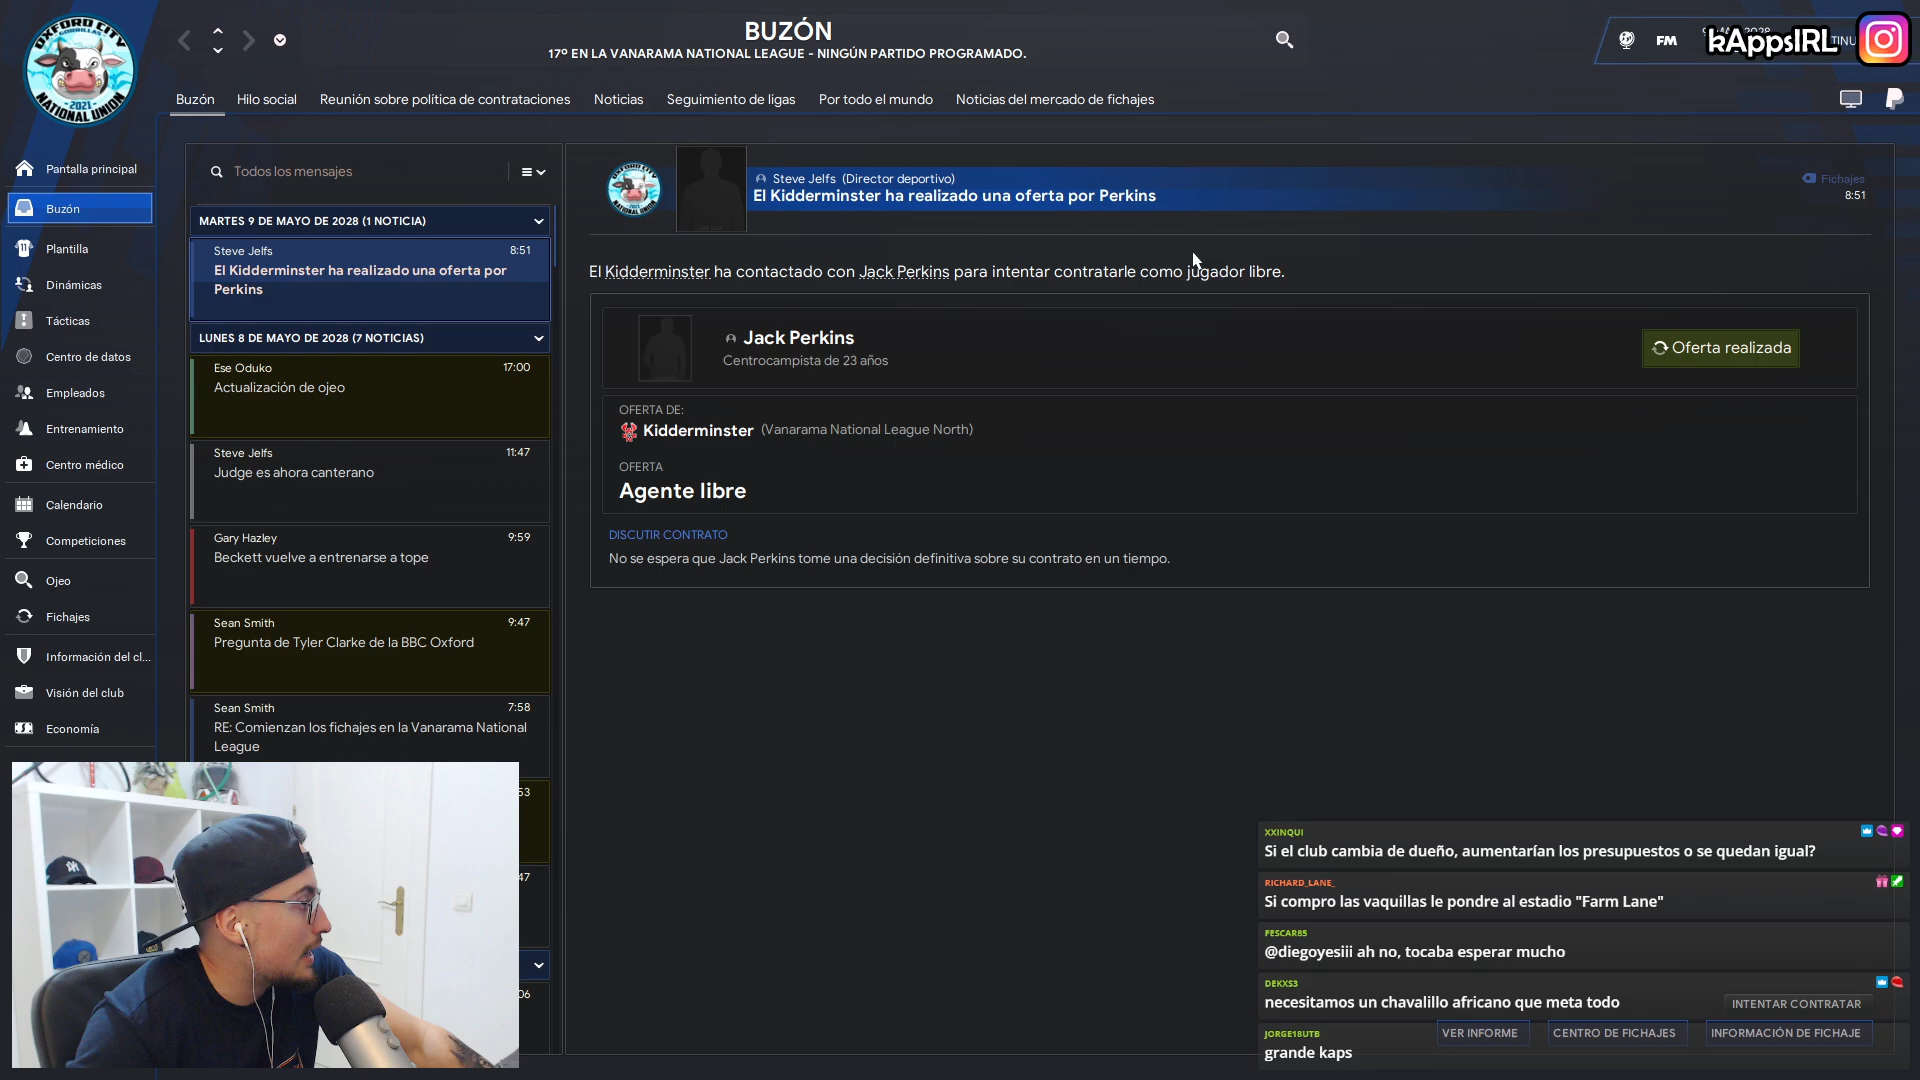 OXFORD CITY
GORRILLAS
- 2021 -
NATIONAL UNION
BUZÓN
17º EN LA VANARAMA NATIONAL LEAGUE - NINGÚN PARTIDO PROGRAMADO.
FM
kAppsIRL
Buzón
Hilo social
Reunión sobre política de contrataciones
Noticias
Seguimiento de ligas
Por todo el mundo
Noticias del mercado de fichajes
Pantalla principal
Buzón
Plantilla
Dinámicas
Tácticas
Centro de datos
Empleados
Entrenamiento
Centro médico
Calendario
Competiciones
Ojeo
Fichajes
Información del cl...
Visión del club
Economía
Todos los mensajes
MARTES 9 DE MAYO DE 2028 (1 NOTICIA)
Steve Jelfs 8:51
El Kidderminster ha realizado una oferta por
Perkins
LUNES 8 DE MAYO DE 2028 (7 NOTICIAS)
Ese Oduko 17:00
Actualización de ojeo
Steve Jelfs 11:47
Judge es ahora canterano
Gary Hazley 9:59
Beckett vuelve a entrenarse a tope
Sean Smith 9:47
Pregunta de Tyler Clarke de la BBC Oxford
Sean Smith 7:58
RE: Comienzan los fichajes en la Vanarama National
League
53
47
06
Steve Jelfs (Director deportivo)
El Kidderminster ha realizado una oferta por Perkins
Fichajes
8:51
El Kidderminster ha contactado con Jack Perkins para intentar contratarle como jugador libre.
Jack Perkins
Centrocampista de 23 años
Oferta realizada
OFERTA DE:
Kidderminster (Vanarama National League North)
OFERTA
Agente libre
DISCUTIR CONTRATO
No se espera que Jack Perkins tome una decisión definitiva sobre su contrato en un tiempo.
XXINQUI
Si el club cambia de dueño, aumentarían los presupuestos o se quedan igual?
RICHARD_LANE_
Si compro las vaquillas le pondre al estadio "Farm Lane"
FESCAR85
@diegoyesiii ah no, tocaba esperar mucho
DEKXS3
necesitamos un chavalillo africano que meta todo
INTENTAR CONTRATAR
JORGE18UTB
grande kaps
VER INFORME
CENTRO DE FICHAJES
INFORMACIÓN DE FICHAJE